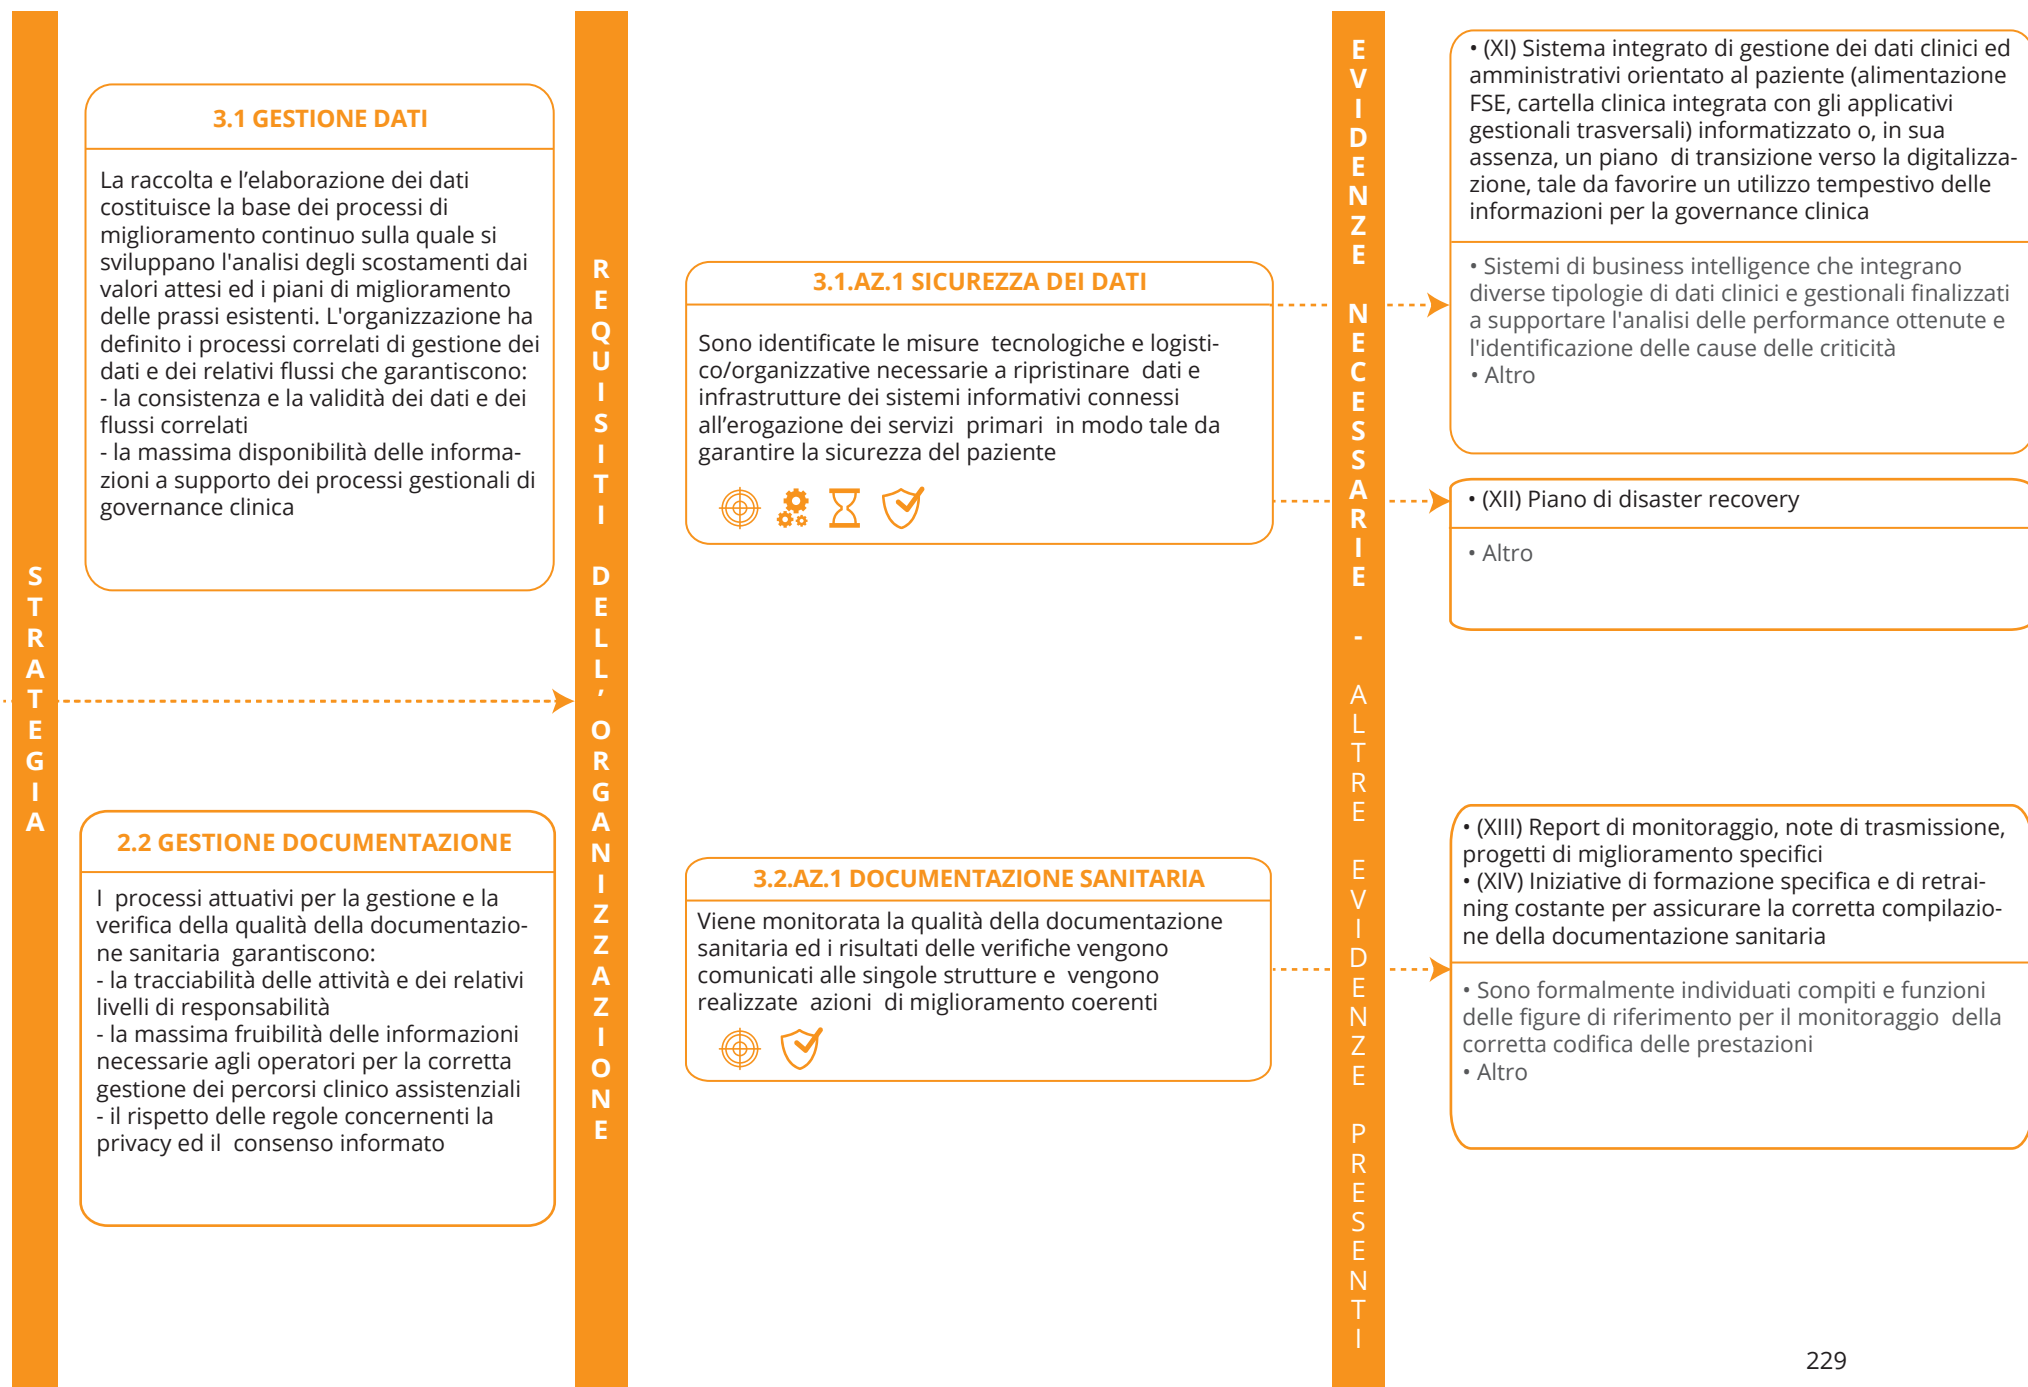 STRATEGIA
3.1 GESTIONE DATI
La raccolta e l’elaborazione dei dati
costituisce la base dei processi di
miglioramento continuo sulla quale si
sviluppano l'analisi degli scostamenti dai
valori attesi ed i piani di miglioramento
delle prassi esistenti. L'organizzazione ha
definito i processi correlati di gestione dei
dati e dei relativi flussi che garantiscono:
- la consistenza e la validità dei dati e dei
flussi correlati
- la massima disponibilità delle informa-
zioni a supporto dei processi gestionali di
governance clinica
2.2 GESTIONE DOCUMENTAZIONE
I processi attuativi per la gestione e la
verifica della qualità della documentazio-
ne sanitaria garantiscono:
- la tracciabilità delle attività e dei relativi
livelli di responsabilità
- la massima fruibilità delle informazioni
necessarie agli operatori per la corretta
gestione dei percorsi clinico assistenziali
- il rispetto delle regole concernenti la
privacy ed il consenso informato
REQUISITI DELL’ ORGANIZZAZIONE
3.1.AZ.1 SICUREZZA DEI DATI
Sono identificate le misure tecnologiche e logisti-
co/organizzative necessarie a ripristinare dati e
infrastrutture dei sistemi informativi connessi
all’erogazione dei servizi primari in modo tale da
garantire la sicurezza del paziente
3.2.AZ.1 DOCUMENTAZIONE SANITARIA
Viene monitorata la qualità della documentazione
sanitaria ed i risultati delle verifiche vengono
comunicati alle singole strutture e vengono
realizzate azioni di miglioramento coerenti
EVIDENZE NECESSARIE - ALTRE EVIDENZE PRESENTI
• (XI) Sistema integrato di gestione dei dati clinici ed
amministrativi orientato al paziente (alimentazione
FSE, cartella clinica integrata con gli applicativi
gestionali trasversali) informatizzato o, in sua
assenza, un piano di transizione verso la digitalizza-
zione, tale da favorire un utilizzo tempestivo delle
informazioni per la governance clinica
• Sistemi di business intelligence che integrano
diverse tipologie di dati clinici e gestionali finalizzati
a supportare l'analisi delle performance ottenute e
l'identificazione delle cause delle criticità
• Altro
• (XII) Piano di disaster recovery
• Altro
• (XIII) Report di monitoraggio, note di trasmissione,
progetti di miglioramento specifici
• (XIV) Iniziative di formazione specifica e di retrai-
ning costante per assicurare la corretta compilazio-
ne della documentazione sanitaria
• Sono formalmente individuati compiti e funzioni
delle figure di riferimento per il monitoraggio della
corretta codifica delle prestazioni
• Altro
229